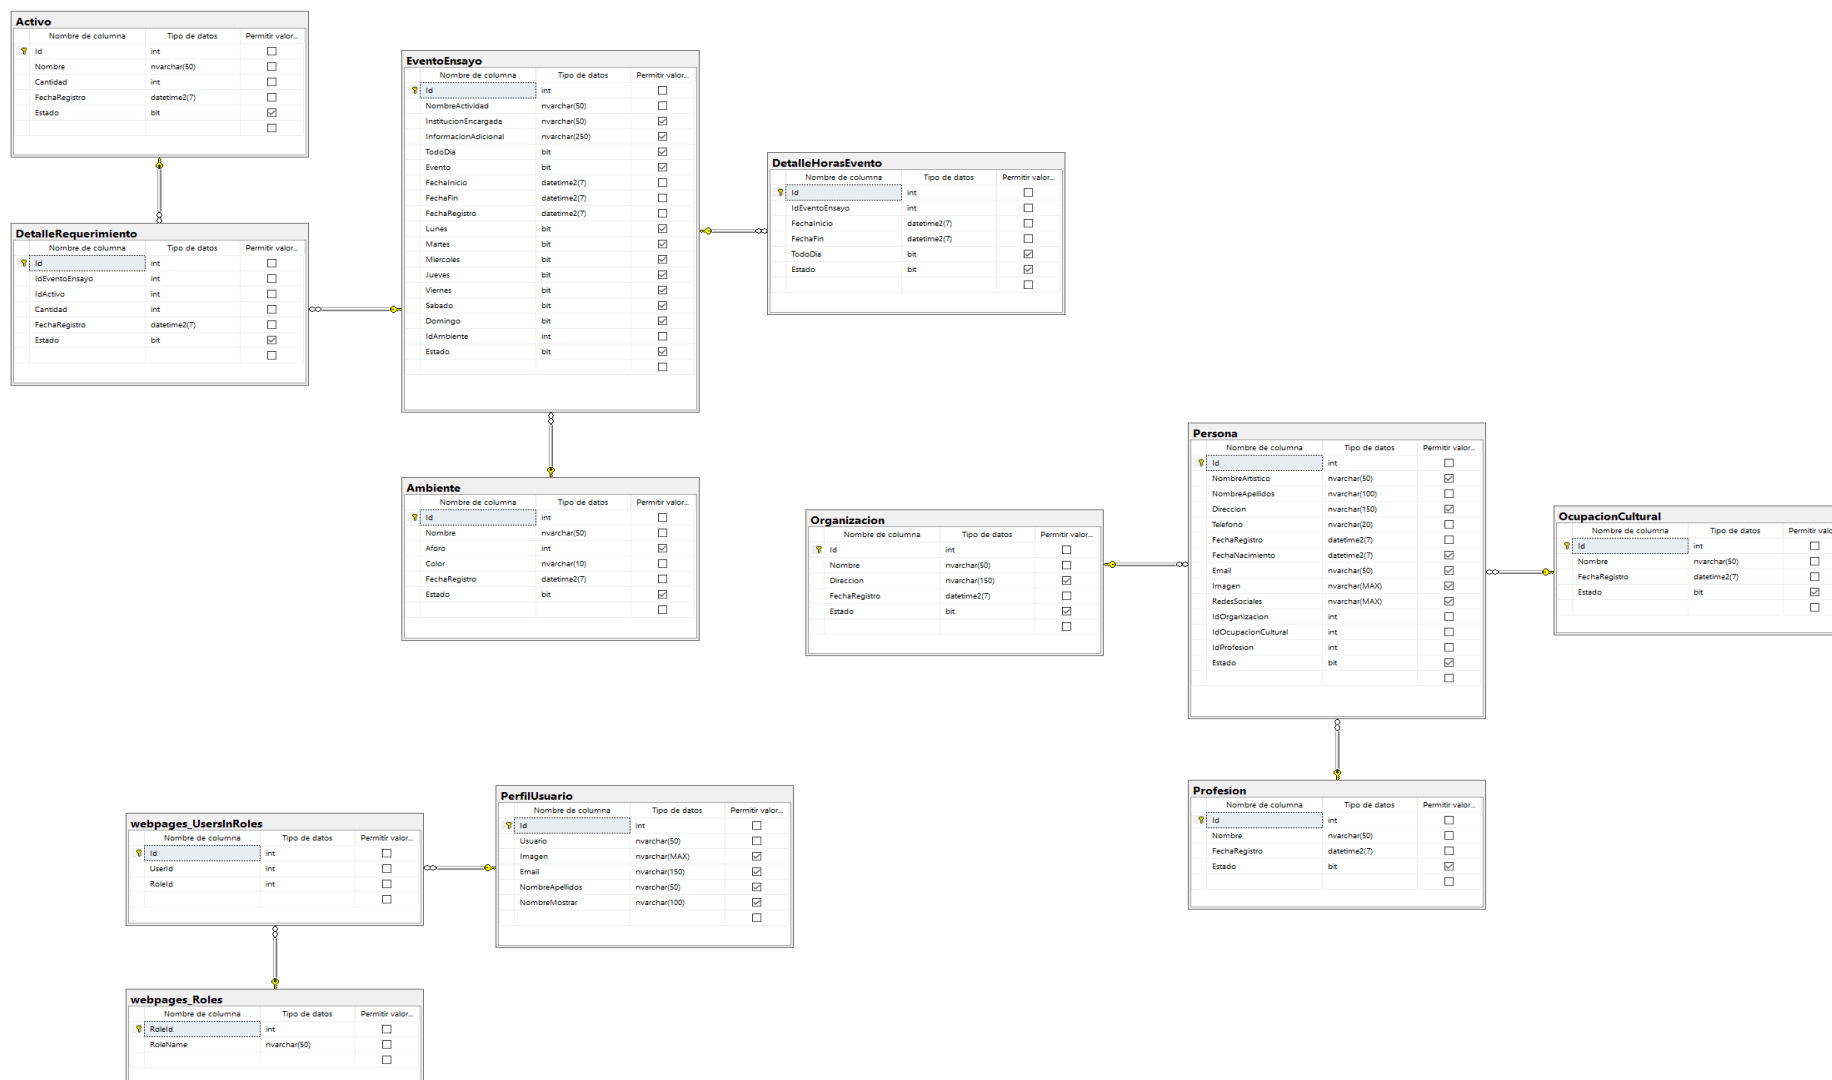 Activo
Nombre de columna Tipo de datos Permitir valor...
Id int
Nombre nvarchar(50)
Cantidad int
FechaRegistro datetime2(7)
Estado bit
EventoEnsayo
Nombre de columna Tipo de datos Permitir valor...
Id int
NombreActividad nvarchar(50)
InstitucionEncargada nvarchar(50)
InformacionAdicional nvarchar(250)
TodoDia bit
Evento bit
FechaInicio datetime2(7)
FechaFin datetime2(7)
FechaRegistro datetime2(7)
Lunes bit
Martes bit
Miercoles bit
Jueves bit
Viernes bit
Sabado bit
Domingo bit
IdAmbiente int
Estado bit
DetalleHorasEvento
Nombre de columna Tipo de datos Permitir valor...
Id int
IdEventoEnsayo int
FechaInicio datetime2(7)
FechaFin datetime2(7)
TodoDia bit
Estado bit
DetalleRequerimiento
Nombre de columna Tipo de datos Permitir valor...
Id int
IdEventoEnsayo int
IdActivo int
Cantidad int
FechaRegistro datetime2(7)
Estado bit
Ambiente
Nombre de columna Tipo de datos Permitir valor...
Id int
Nombre nvarchar(50)
Aforo int
Color nvarchar(10)
FechaRegistro datetime2(7)
Estado bit
Organizacion
Nombre de columna Tipo de datos Permitir valor...
Id int
Nombre nvarchar(50)
Direccion nvarchar(150)
FechaRegistro datetime2(7)
Estado bit
Persona
Nombre de columna Tipo de datos Permitir valor...
Id int
NombreArtistico nvarchar(50)
NombreApellidos nvarchar(100)
Direccion nvarchar(150)
Telefono nvarchar(20)
FechaRegistro datetime2(7)
FechaNacimiento datetime2(7)
Email nvarchar(50)
Imagen nvarchar(MAX)
RedesSociales nvarchar(MAX)
IdOrganizacion int
IdOcupacionCultural int
IdProfesion int
Estado bit
OcupacionCultural
Nombre de columna Tipo de datos Permitir valo
Id int
Nombre nvarchar(50)
FechaRegistro datetime2(7)
Estado bit
Profesion
Nombre de columna Tipo de datos Permitir valor...
Id int
Nombre nvarchar(50)
FechaRegistro datetime2(7)
Estado bit
PerfilUsuario
Nombre de columna Tipo de datos Permitir valor...
Id int
Usuario nvarchar(50)
Imagen nvarchar(MAX)
Email nvarchar(150)
NombreApellidos nvarchar(50)
NombreMostrar nvarchar(100)
webpages_UsersInRoles
Nombre de columna Tipo de datos Permitir valor...
Id int
UserId int
RoleId int
webpages_Roles
Nombre de columna Tipo de datos Permitir valor...
RoleId int
RoleName nvarchar(50)